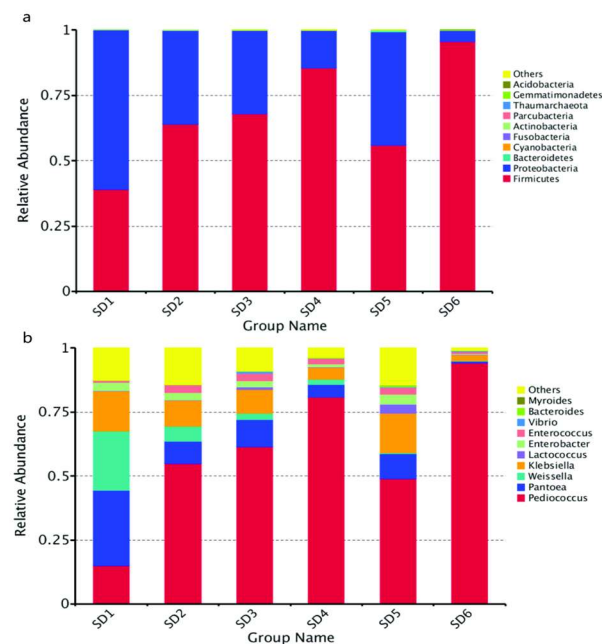 a
1
0.75
0.5
0.25
0
Relative Abundance
SD1 SD2 SD3 SD4 SD5 SD6
Group Name
Others
Acidobacteria
Gemmatimonadetes
Thaumarchaeota
Parcubacteria
Actinobacteria
Fusobacteria
Cyanobacteria
Bacteroidetes
Proteobacteria
Firmicutes
b
1
0.75
0.5
0.25
0
Relative Abundance
SD1 SD2 SD3 SD4 SD5 SD6
Group Name
Others
Myroides
Bacteroides
Vibrio
Enterococcus
Enterobacter
Lactococcus
Klebsiella
Weissella
Pantoea
Pediococcus